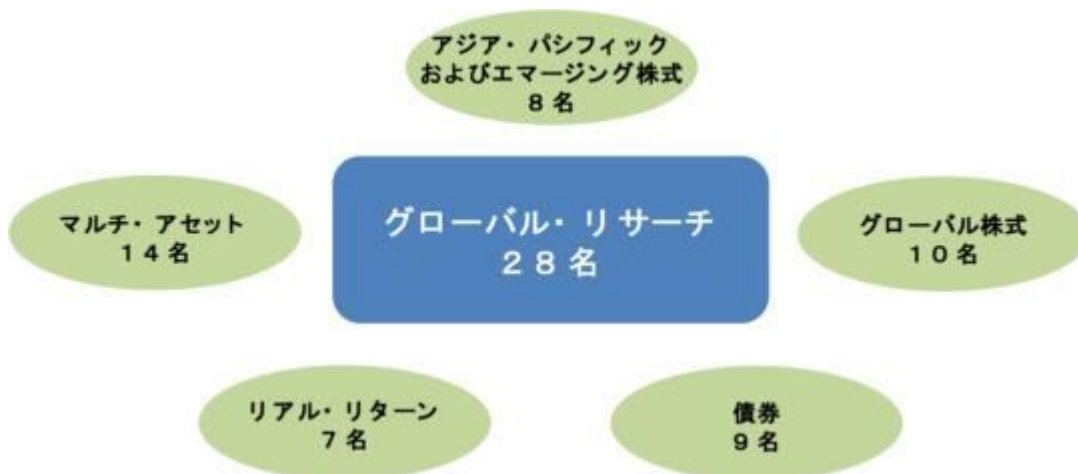 アジア・パシフィック
およびエマージング株式
8名
グローバル・リサーチ
28名
マルチ・アセット
14名
グローバル株式
10名
リアル・リターン
7名
債券
9名